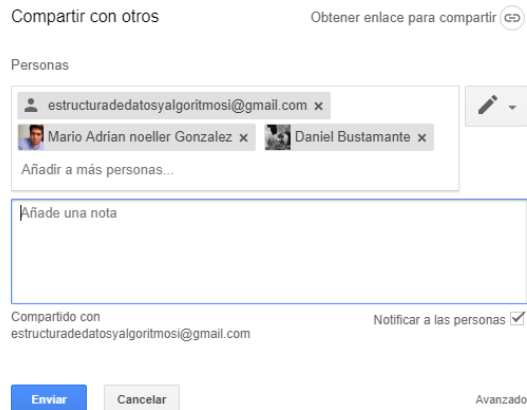 Compartir con otros Obtener enlace para compartir
Personas
estructuradedatosyalgoritmosi@gmail.com ×
Mario Adrian noeller Gonzalez × Daniel Bustamante ×
Añadir a más personas...
Añade una nota
Compartido con
estructuradedatosyalgoritmosi@gmail.com
Notificar a las personas
Enviar Cancelar Avanzado